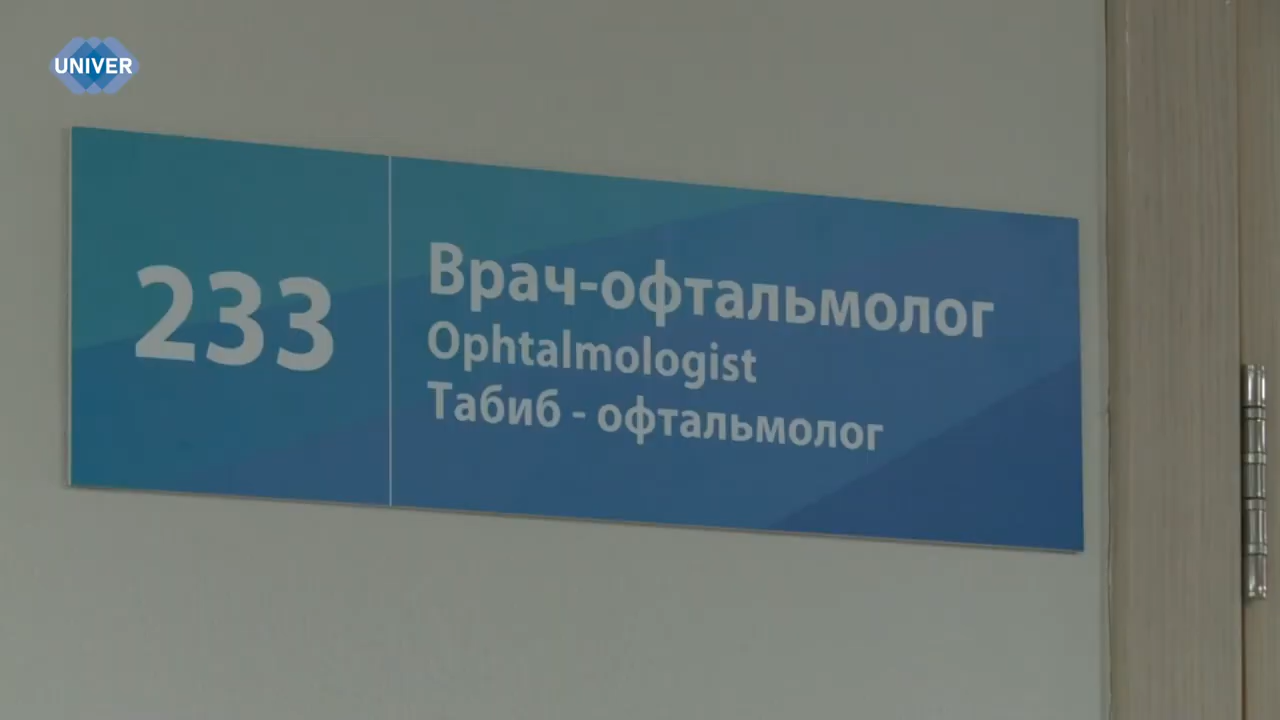 UNIVER
233
Врач-офтальмолог
Ophtalmologist
Табиб - офтальмолог